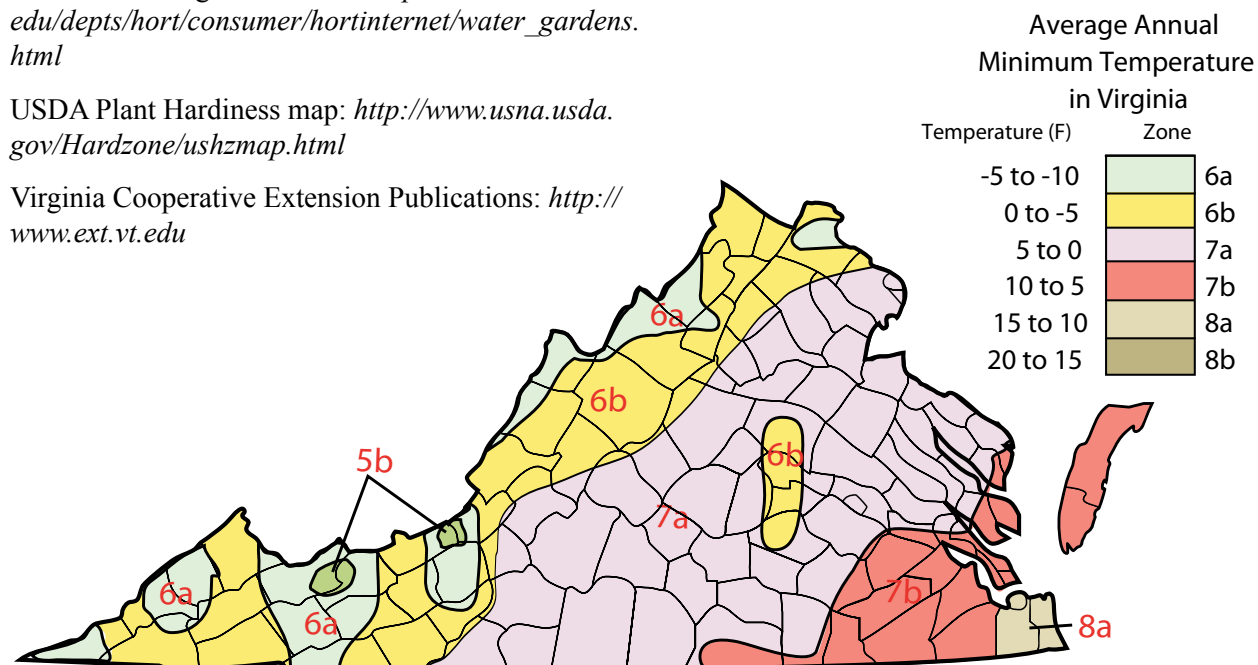 edu/depts/hort/consumer/hortinternet/water_gardens.
html
USDA Plant Hardiness map: http://www.usna.usda.
gov/Hardzone/ushzmap.html
Virginia Cooperative Extension Publications: http://
www.ext.vt.edu
Average Annual
Minimum Temperature
in Virginia
Temperature (F) Zone
-5 to -10 6a
0 to -5 6b
5 to 0 7a
10 to 5 7b
15 to 10 8a
20 to 15 8b
6a
6b
5b
6b
7a
6a
6a
7b
8a